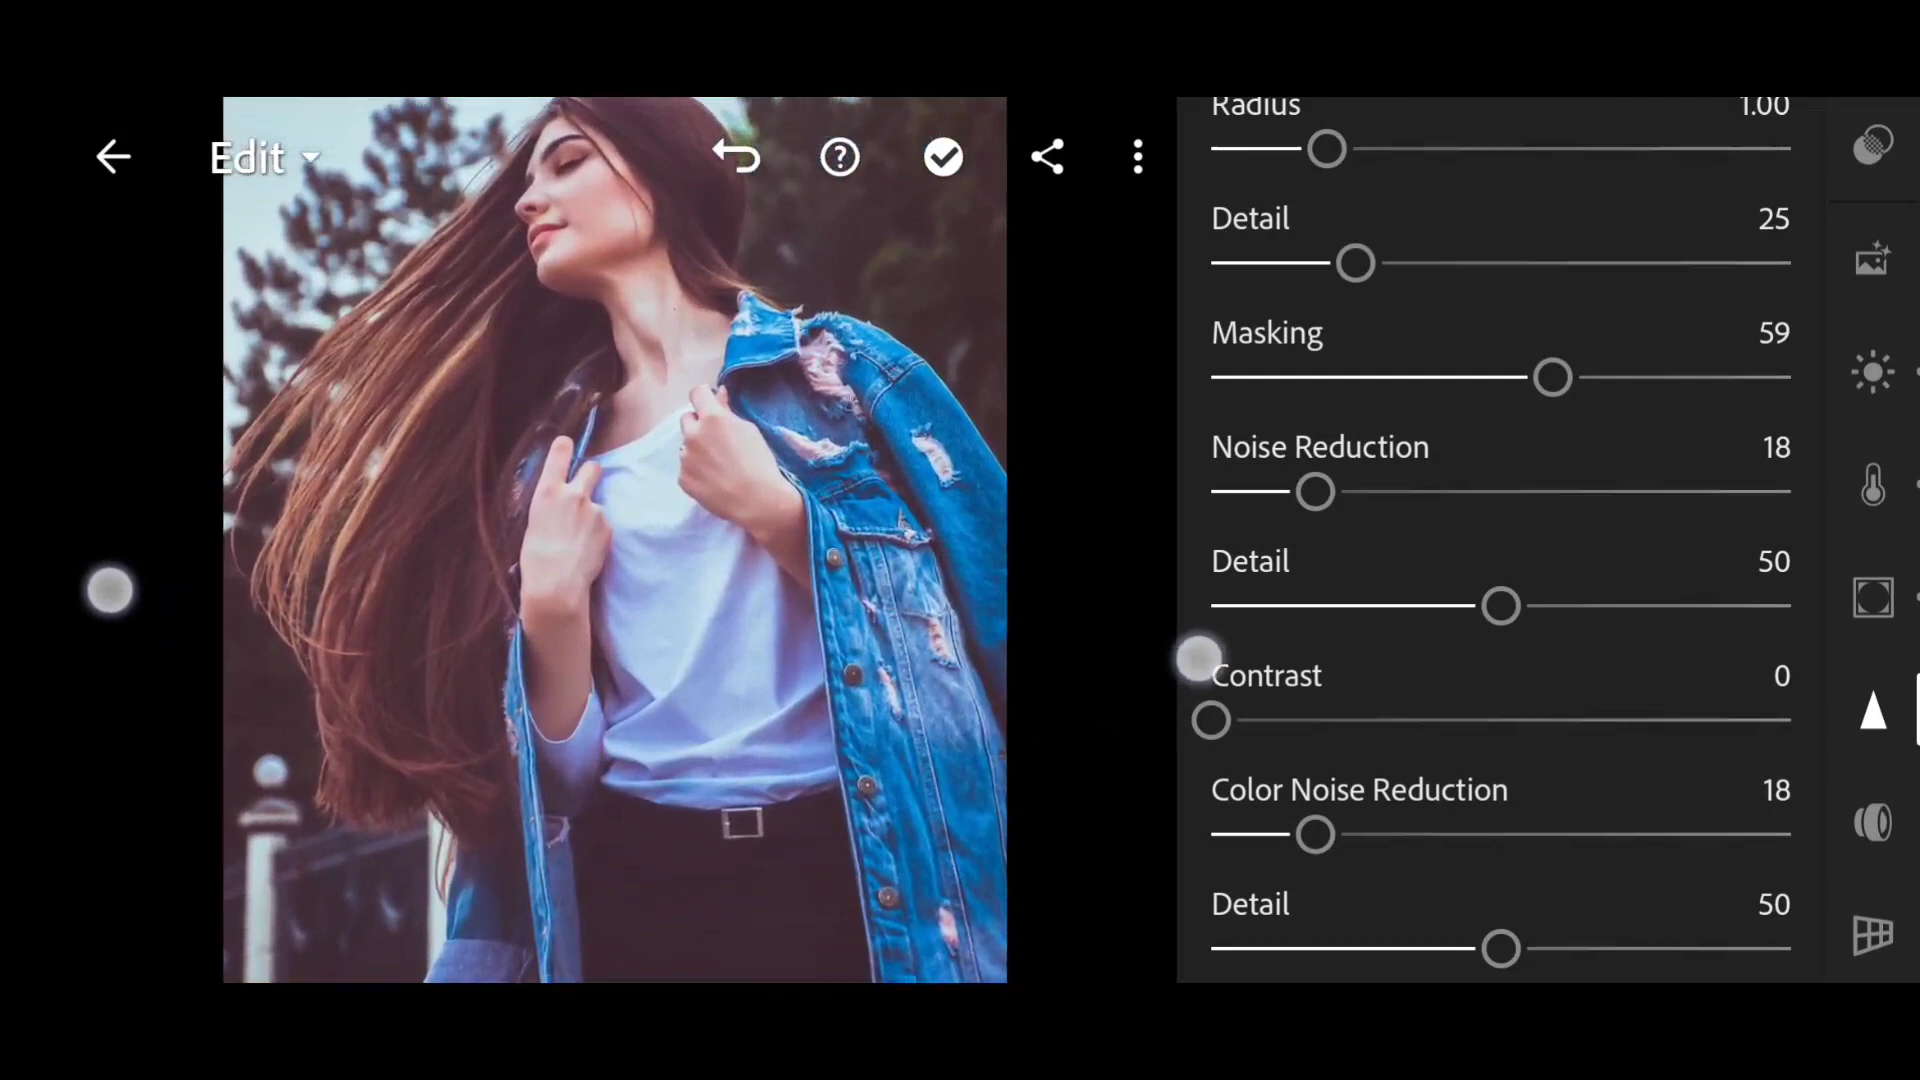 Edit
Radius 1.00
Detail 25
Masking 59
Noise Reduction 18
Detail 50
Contrast 0
Color Noise Reduction 18
Detail 50